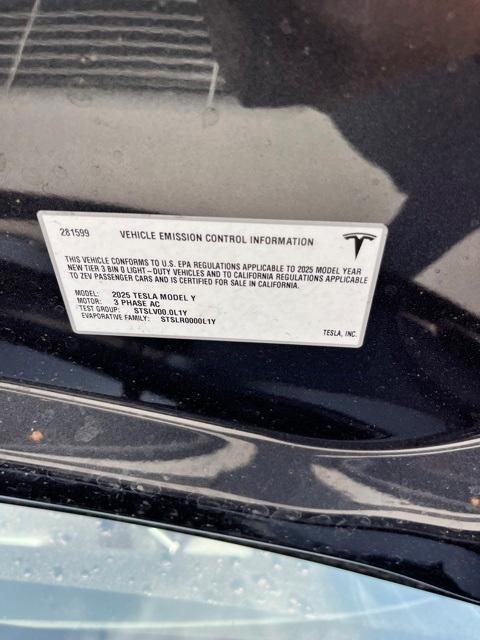 281599 VEHICLE EMISSION CONTROL INFORMATION
THIS VEHICLE CONFORMS TO U.S. EPA REGULATIONS APPLICABLE TO 2025 MODEL YEAR
NEW TIER 3 BIN 0 LIGHT-DUTY VEHICLES AND TO CALIFORNIA REGULATIONS APPLICABLE
TO ZEV PASSENGER CARS AND IS CERTIFIED FOR SALE IN CALIFORNIA.
MODEL: 2025 TESLA MODEL Y
MOTOR: 3 PHASE AC
TEST GROUP: STSLV00.0L1Y
EVAPORATIVE FAMILY: STSLR0000L1Y
TESLA, INC.